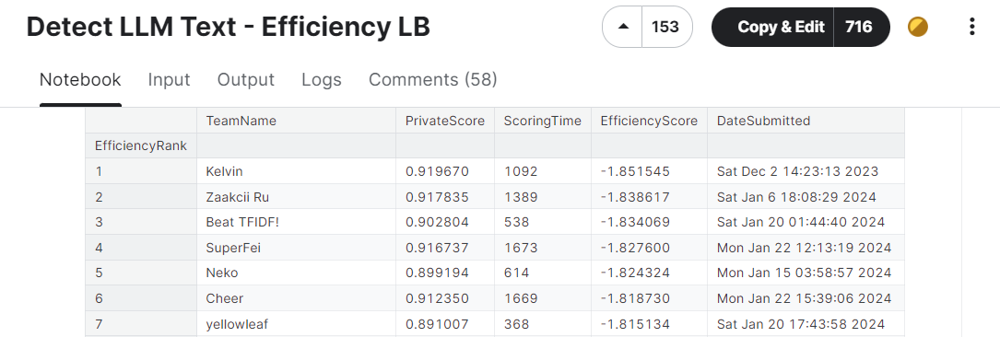 Detect LLM Text - Efficiency LB
153
Copy & Edit 716
Notebook Input Output Logs Comments (58)
TeamName PrivateScore ScoringTime EfficiencyScore DateSubmitted
EfficiencyRank
1 Kelvin 0.919670 1092 -1.851545 Sat Dec 2 14:23:13 2023
2 Zaakcii Ru 0.917835 1389 -1.838617 Sat Jan 6 18:08:29 2024
3 Beat TFIDF! 0.902804 538 -1.834069 Sat Jan 20 01:44:40 2024
4 SuperFei 0.916737 1673 -1.827600 Mon Jan 22 12:13:19 2024
5 Neko 0.899194 614 -1.824324 Mon Jan 15 03:58:57 2024
6 Cheer 0.912350 1669 -1.818730 Mon Jan 22 15:39:06 2024
7 yellowleaf 0.891007 368 -1.815134 Sat Jan 20 17:43:58 2024